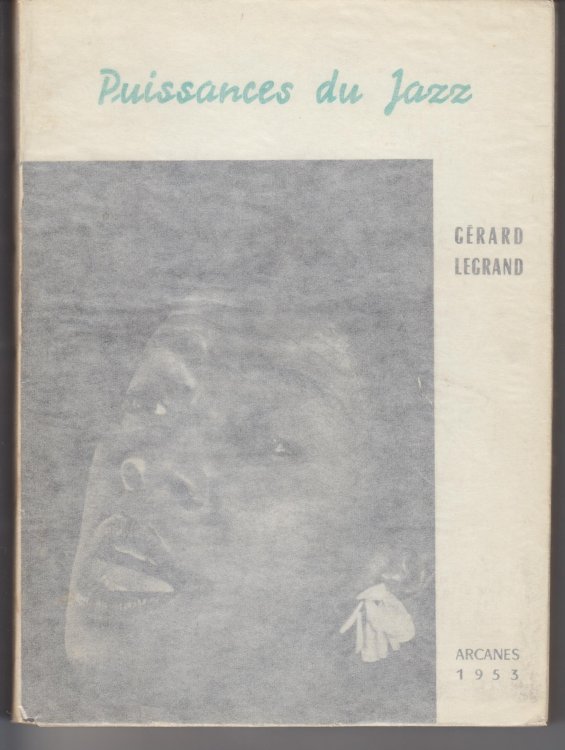 Puissances du Jazz
GÉRARD
LEGRAND
ARCANES
1953